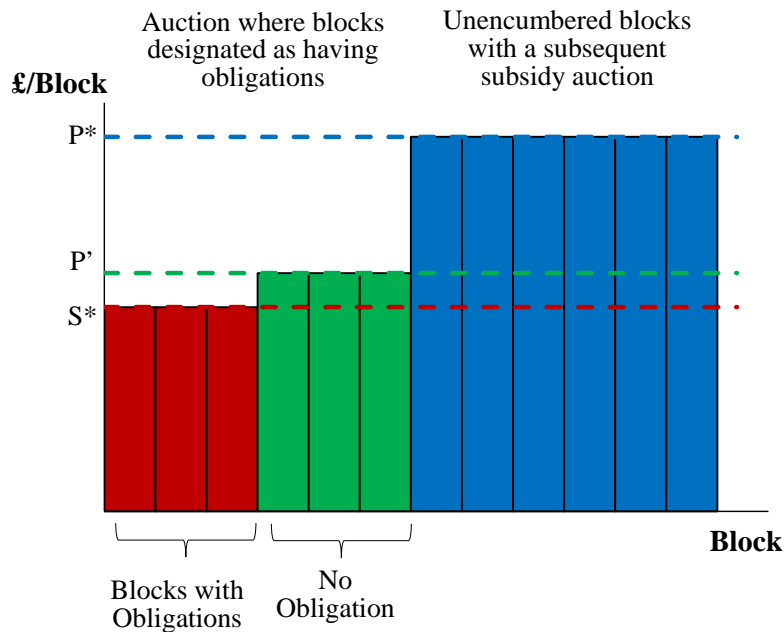 Auction where blocks
designated as having
obligations
Unencumbered blocks
with a subsequent
subsidy auction
£/Block
P*
P’
S*
Block
Blocks with
Obligations
No
Obligation